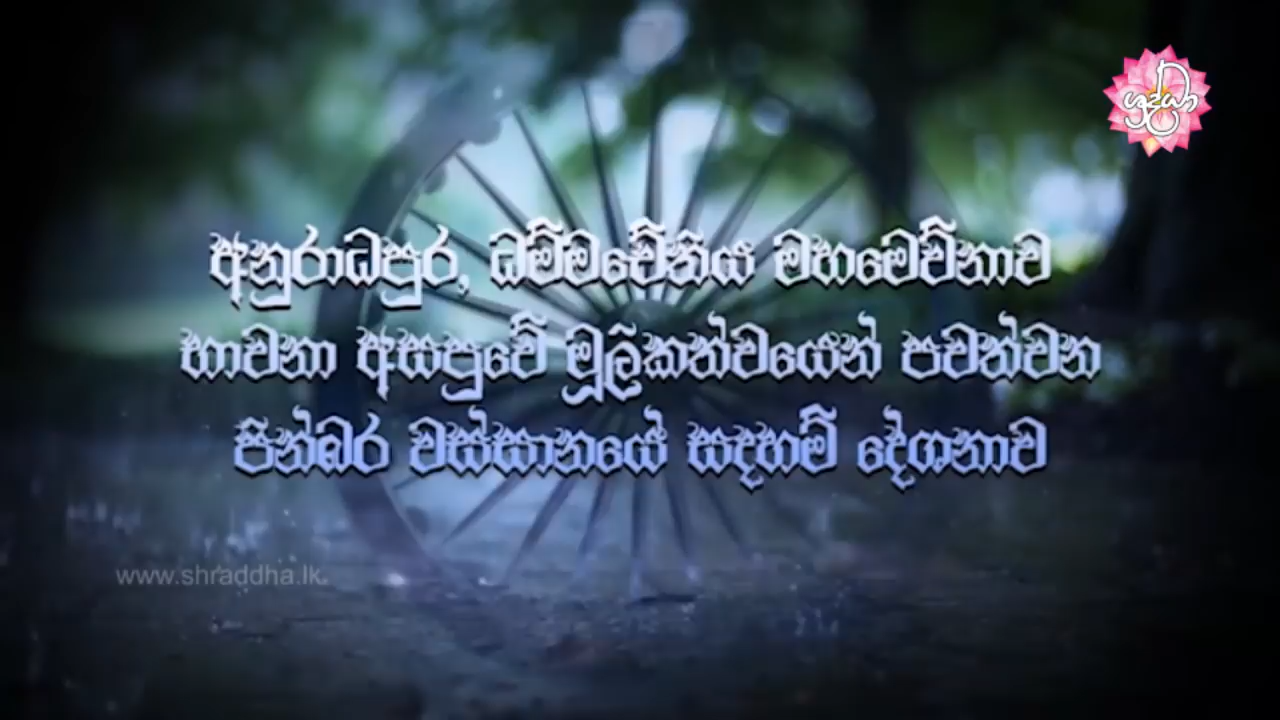 ශ්‍රද්ධා
අනුරාධපුර, ධම්මචේතිය මහමෙව්නාව
භාවනා අසපුවේ මූලිකත්වයෙන් පවත්වන
පින්බර වස්සානයේ සදහම් දේශනාව
www.shraddha.lk